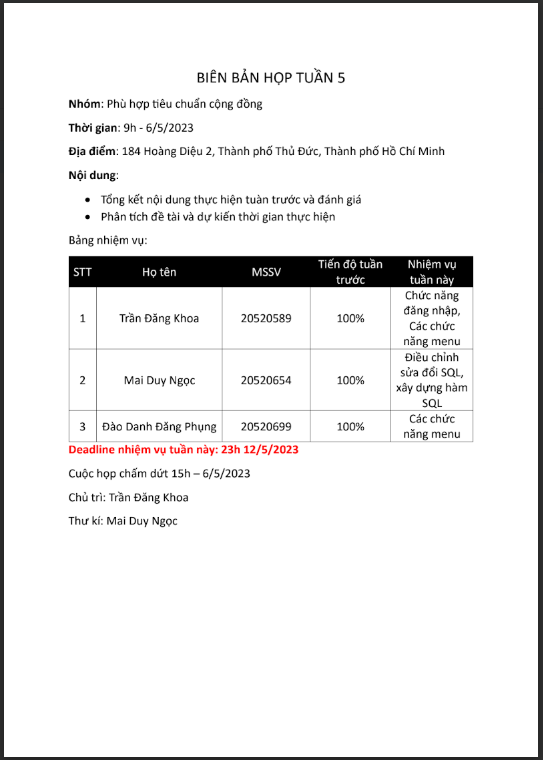 BIÊN BẢN HỌP TUẦN 5
Nhóm: Phù hợp tiêu chuẩn cộng đồng
Thời gian: 9h - 6/5/2023
Địa điểm: 184 Hoàng Diệu 2, Thành phố Thủ Đức, Thành phố Hồ Chí Minh
Nội dung:
• Tổng kết nội dung thực hiện tuàn trước và đánh giá
• Phân tích đề tài và dự kiến thời gian thực hiện
Bảng nhiệm vụ:
STT Họ tên MSSV Tiến độ tuần trước Nhiệm vụ tuần này
1 Trần Đăng Khoa 20520589 100% Chức năng đăng nhập, Các chức năng menu
2 Mai Duy Ngọc 20520654 100% Điều chỉnh sửa đổi SQL, xây dựng hàm SQL
3 Đào Danh Đăng Phụng 20520699 100% Các chức năng menu
Deadline nhiệm vụ tuần này: 23h 12/5/2023
Cuộc họp chấm dứt 15h – 6/5/2023
Chủ trì: Trần Đăng Khoa
Thư kí: Mai Duy Ngọc